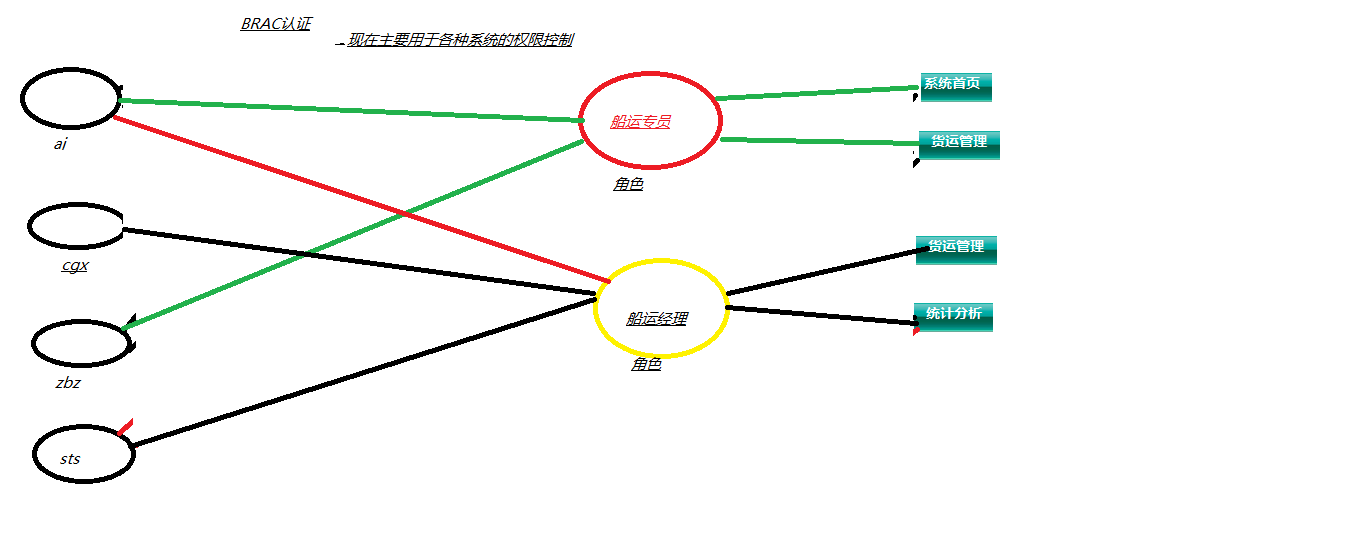 BRAC认证
现在主要用于各种系统的权限控制
系统首页
船运专员
货运管理
ai
角色
货运管理
cgx
统计分析
船运经理
角色
zbz
sts